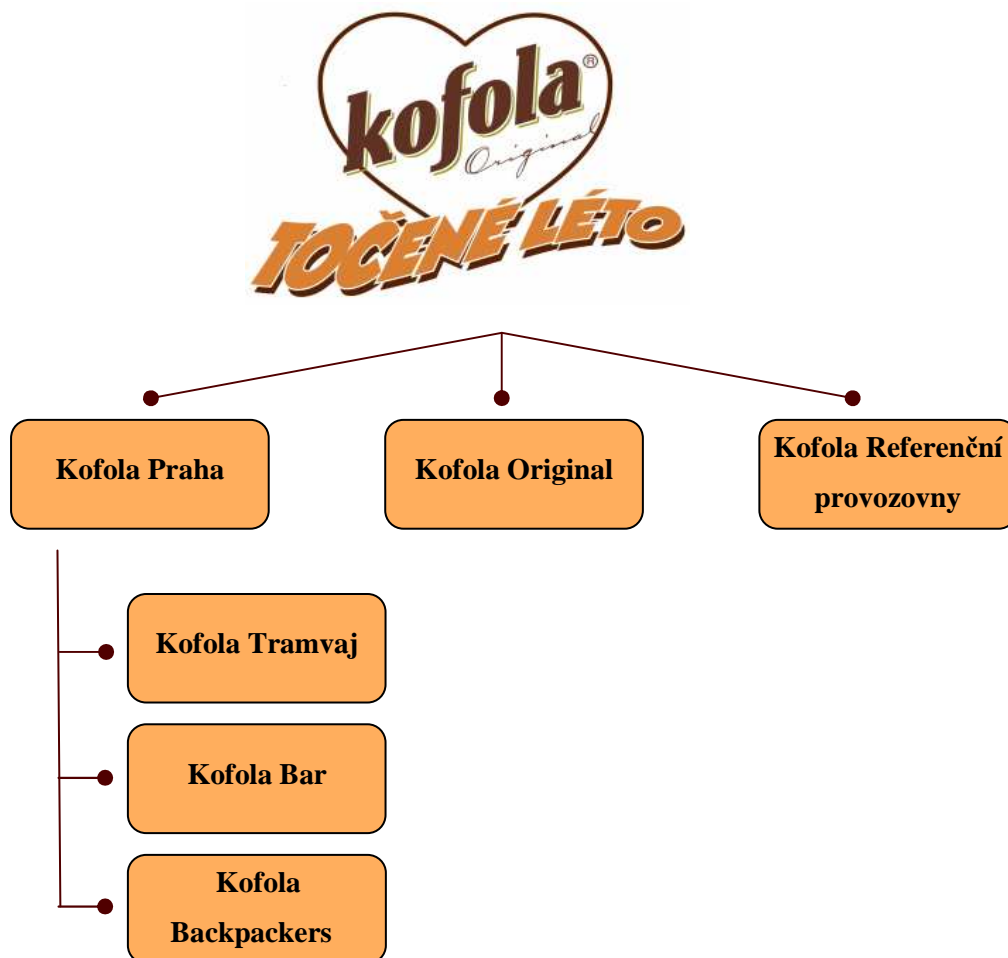 kofola®
Original
TOČENÉ LÉTO
Kofola Praha
Kofola Original
Kofola Referenční
provozovny
Kofola Tramvaj
Kofola Bar
Kofola
Backpackers